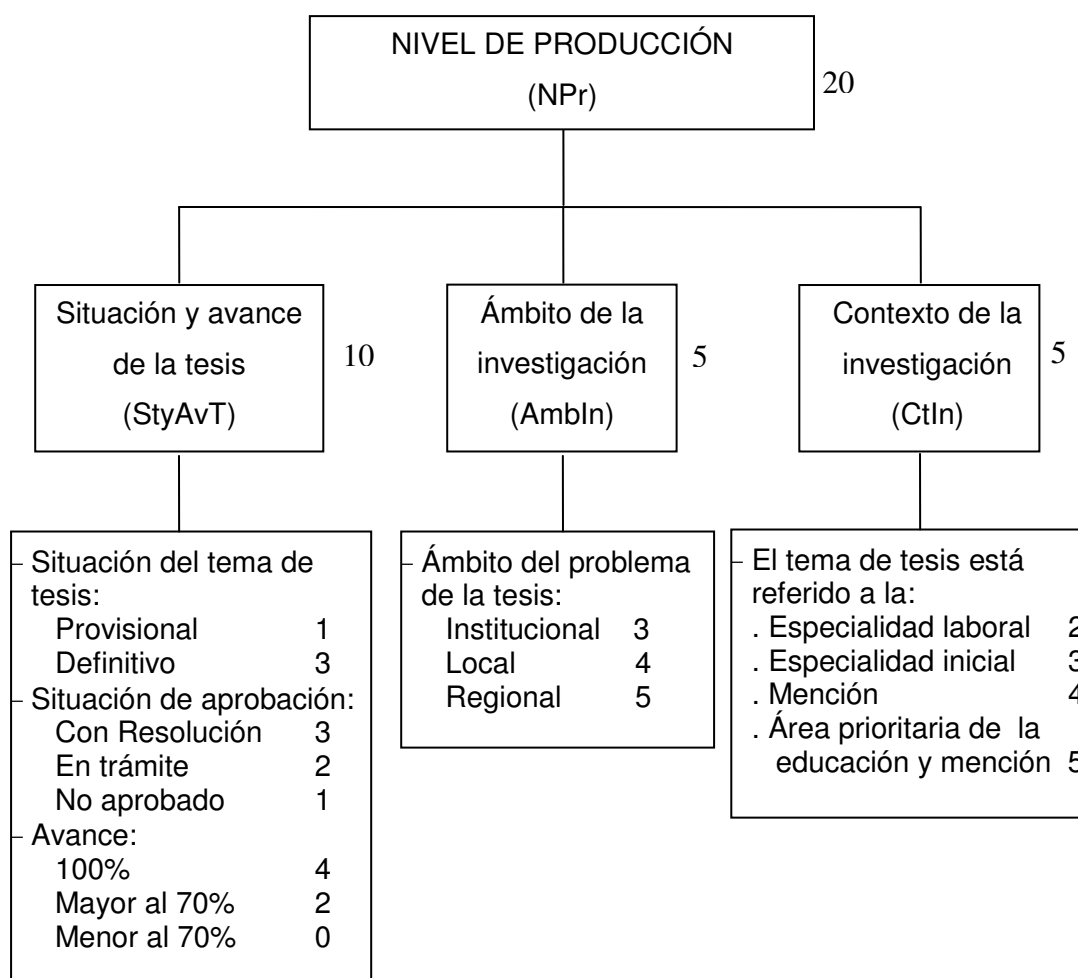 NIVEL DE PRODUCCIÓN
(NPr)
20
Situación y avance
de la tesis
(StyAvT)
10
Ámbito de la
investigación
(AmbIn)
5
Contexto de la
investigación
(CtIn)
5
– Situación del tema de
tesis:
Provisional 1
Definitivo 3
– Situación de aprobación:
Con Resolución 3
En trámite 2
No aprobado 1
– Avance:
100% 4
Mayor al 70% 2
Menor al 70% 0
– Ámbito del problema
de la tesis:
Institucional 3
Local 4
Regional 5
– El tema de tesis está
referido a la:
. Especialidad laboral 2
. Especialidad inicial 3
. Mención 4
. Área prioritaria de la
educación y mención 5